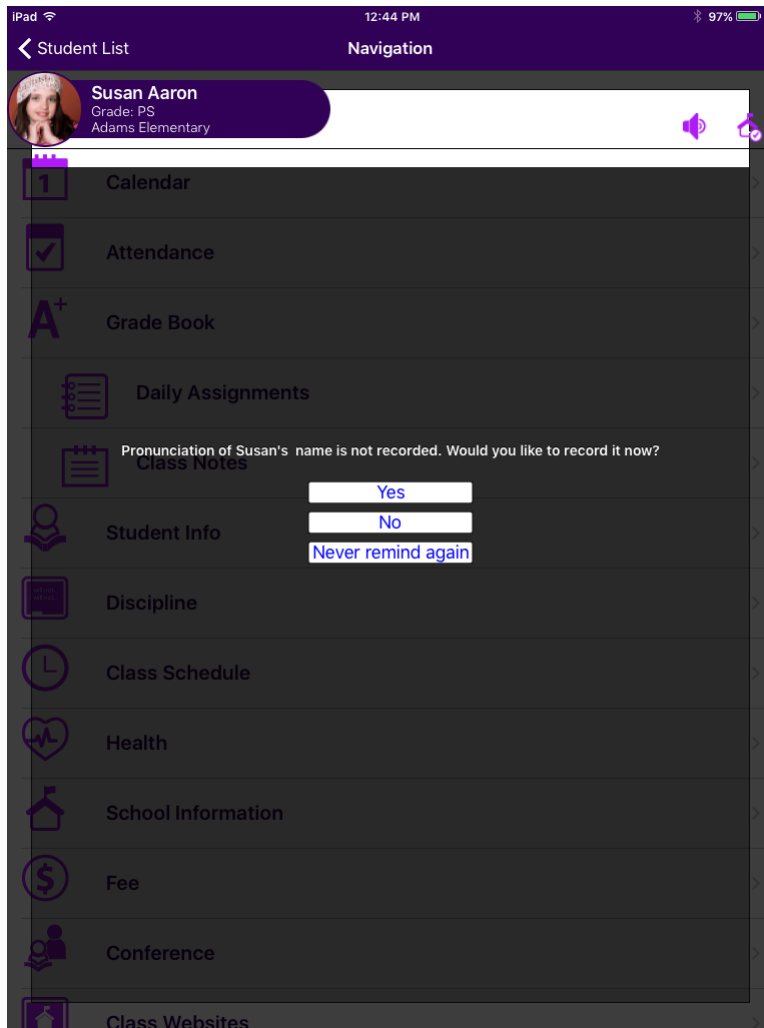 iPad 12:44 PM 97%
Student List Navigation
Susan Aaron
Grade: PS
Adams Elementary
1 Calendar
Attendance
A+ Grade Book
Daily Assignments
Pronunciation of Susan's name is not recorded. Would you like to record it now?
Class Notes
Yes
No
Student Info
Never remind again
Discipline
Class Schedule
Health
School Information
$ Fee
Conference
Class Websites